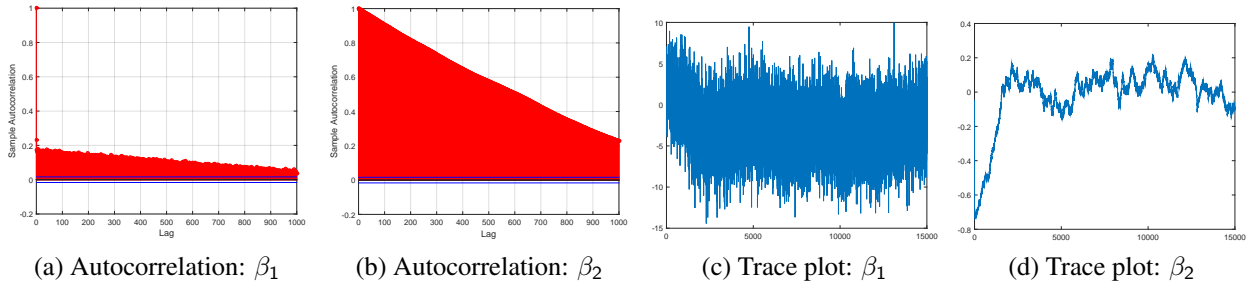 1
0.8
0.6
0.4
0.2
0
-0.2
Sample Autocorrelation
0 100 200 300 400 500 600 700 800 900 1000
Lag
(a) Autocorrelation: β1
1
0.8
0.6
0.4
0.2
0
-0.2
Sample Autocorrelation
0 100 200 300 400 500 600 700 800 900 1000
Lag
(b) Autocorrelation: β2
10
5
0
-5
-10
-15
0 5000 10000 15000
(c) Trace plot: β1
0.4
0.2
0
-0.2
-0.4
-0.6
-0.8
0 5000 10000 15000
(d) Trace plot: β2